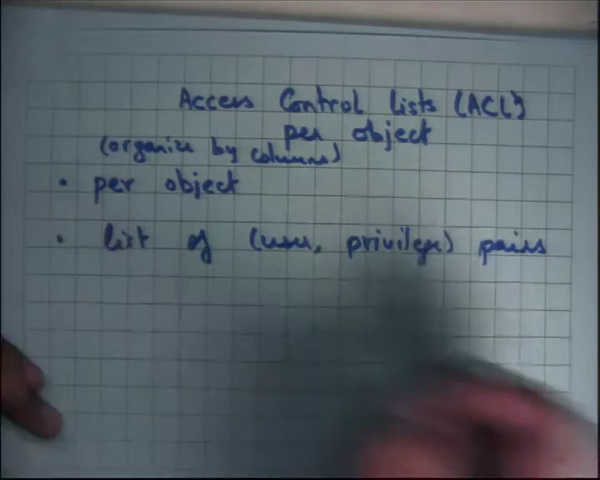 Access Control Lists (ACL)
per object
(organize by columns)
• per object
• list of (user, privilege) pairs